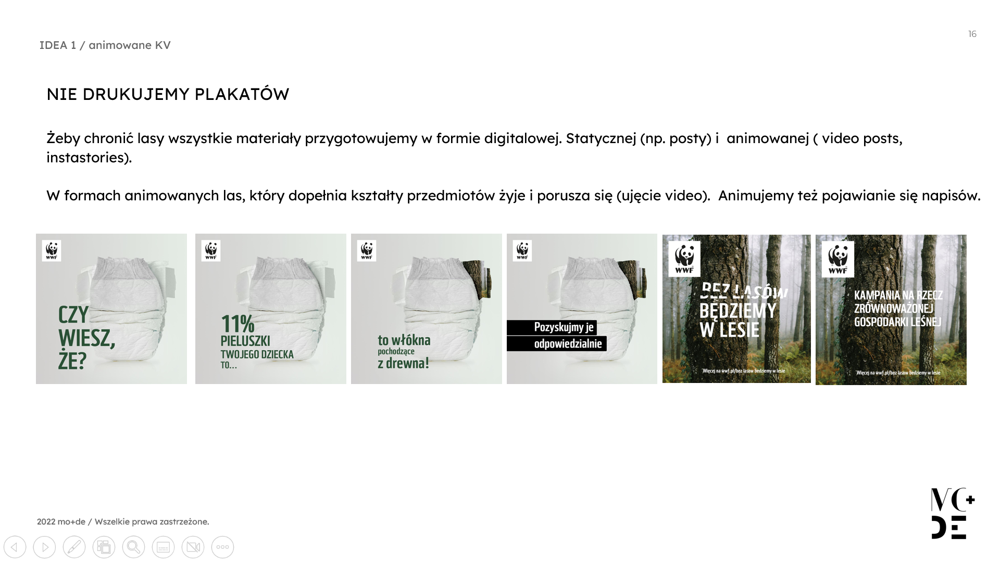 IDEA 1 / animowane KV
16
NIE DRUKUJEMY PLAKATÓW
Żeby chronić lasy wszystkie materiały przygotowujemy w formie digitalowej. Statycznej (np. posty) i  animowanej ( video posts,
instastories).
W formach animowanych las, który dopełnia kształty przedmiotów żyje i porusza się (ujęcie video).  Animujemy też pojawianie się napisów.
WWF
CZY
WIESZ,
ŻE?
WWF
11%
PIELUSZKI
TWOJEGO DZIECKA
TO...
WWF
to włókna
pochodzące
z drewna!
WWF
Pozyskujmy je
odpowiedzialnie
WWF
BEZ LASÓW
BĘDZIEMY
W LESIE
*Więcej na wwf.pl/bez lasow bedziemy w lesie
WWF
KAMPANIA NA RZECZ
ZRÓWNOWAŻONEJ
GOSPODARKI LEŚNEJ
*Więcej na wwf.pl/bez lasow bedziemy w lesie
2022 mo+de / Wszelkie prawa zastrzeżone.
MO+
DE